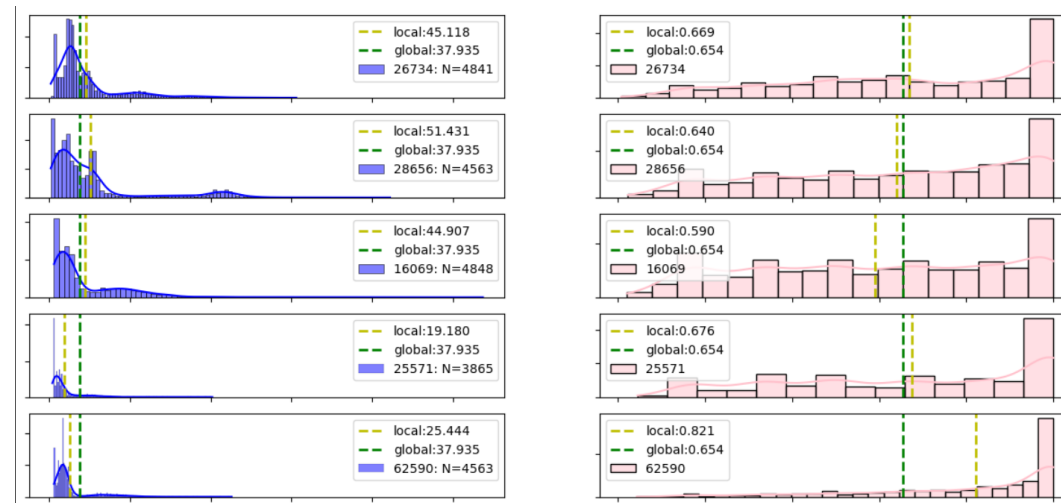 local:45.118
global:37.935
26734: N=4841
local:0.669
global:0.654
26734
local:51.431
global:37.935
28656: N=4563
local:0.640
global:0.654
28656
local:44.907
global:37.935
16069: N=4848
local:0.590
global:0.654
16069
local:19.180
global:37.935
25571: N=3865
local:0.676
global:0.654
25571
local:25.444
global:37.935
62590: N=4563
local:0.821
global:0.654
62590